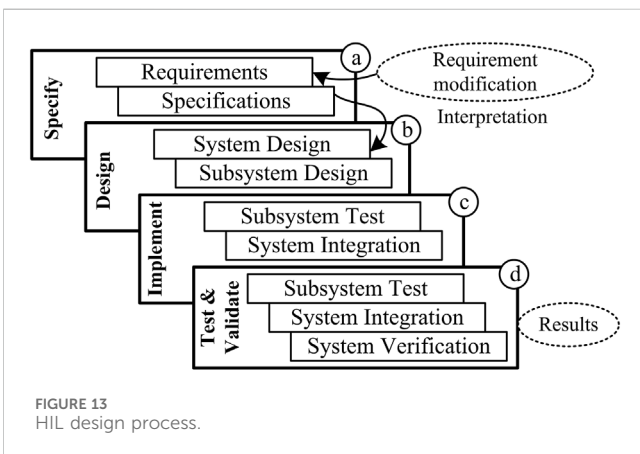 a
Requirements
Specifications
Specify
Requirement
modification
Interpretation
b
System Design
Subsystem Design
Design
c
Subsystem Test
System Integration
Implement
d
Subsystem Test
System Integration
System Verification
Test &
Validate
Results
FIGURE 13
HIL design process.